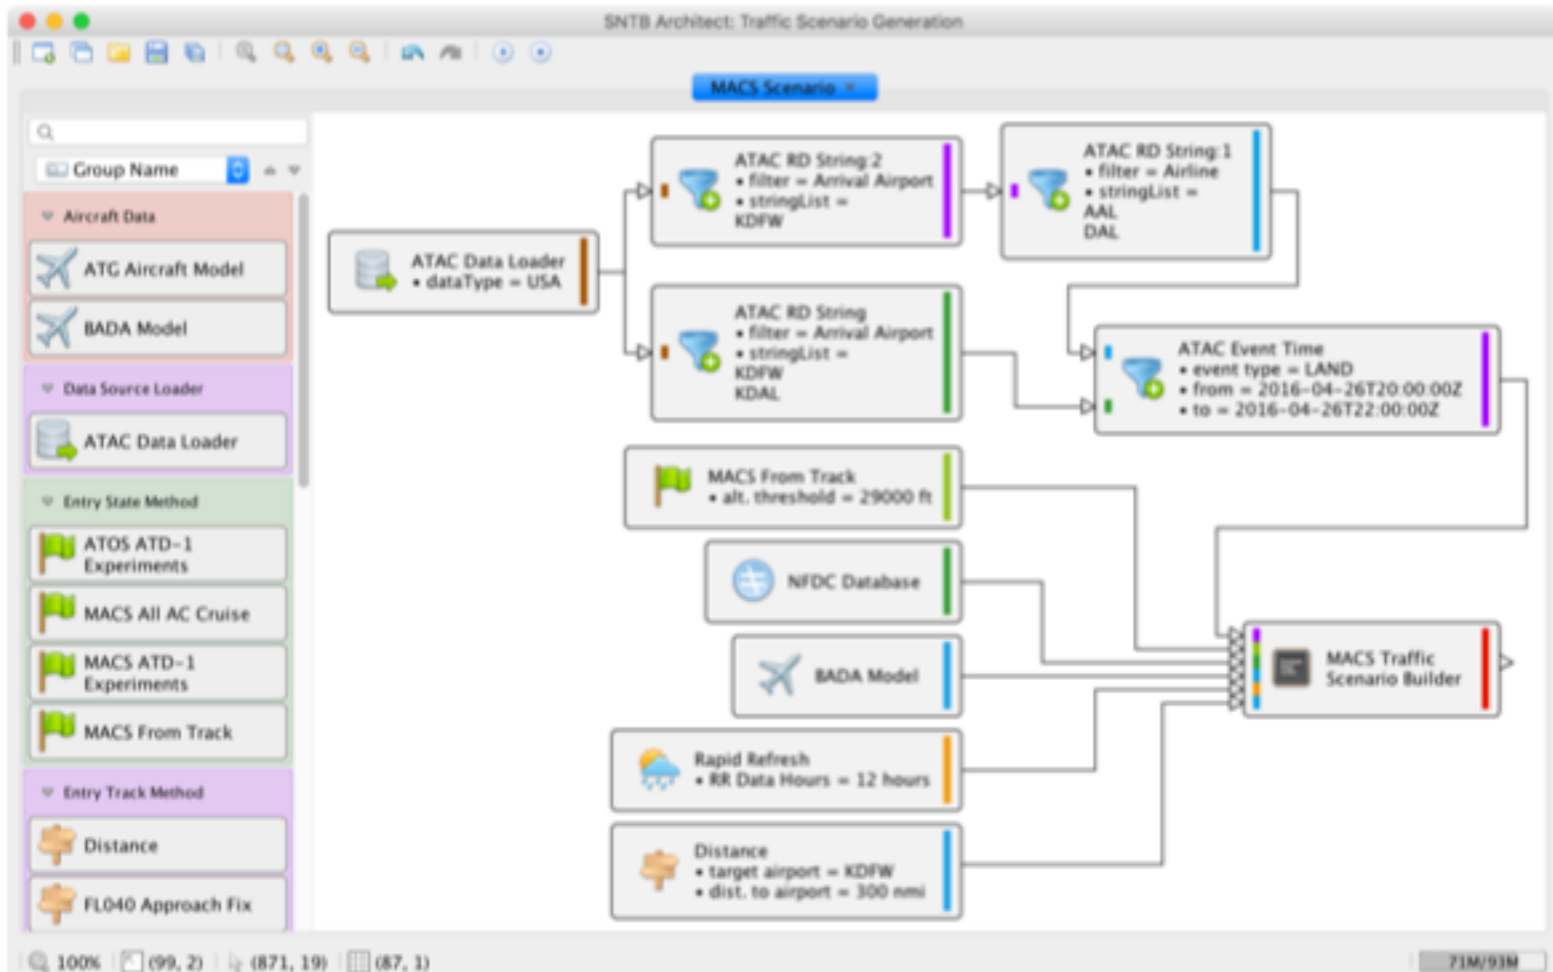 SNTB Architect: Traffic Scenario Generation
MACS Scenario
Group Name
Aircraft Data
ATG Aircraft Model
BADA Model
Data Source Loader
ATAC Data Loader
Entry State Method
ATOS ATD-1
Experiments
MACS All AC Cruise
MACS ATD-1
Experiments
MACS From Track
Entry Track Method
Distance
FL040 Approach Fix
ATAC Data Loader
• dataType = USA
ATAC RD String:2
• filter = Arrival Airport
• stringList =
KDFW
ATAC RD String:1
• filter = Airline
• stringList =
AAL
DAL
ATAC RD String
• filter = Arrival Airport
• stringList =
KDFW
KDAL
ATAC Event Time
• event type = LAND
• from = 2016-04-26T20:00:00Z
• to = 2016-04-26T22:00:00Z
MACS From Track
• alt. threshold = 29000 ft
NFDC Database
BADA Model
MACS Traffic
Scenario Builder
Rapid Refresh
• RR Data Hours = 12 hours
Distance
• target airport = KDFW
• dist. to airport = 300 nmi
100%
(99, 2)
(871, 19)
(87, 1)
71M/93M